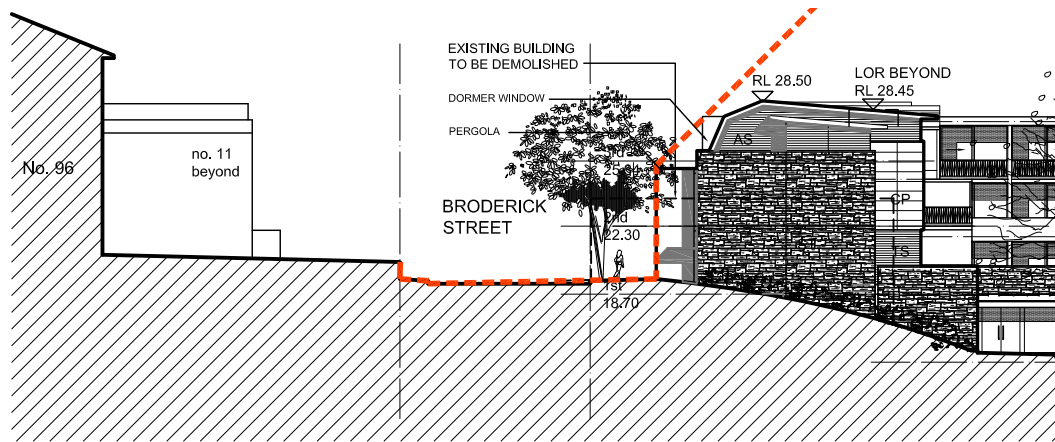 EXISTING BUILDING
TO BE DEMOLISHED
RL 28.50
LOR BEYOND
RL 28.45
DORMER WINDOW
PERGOLA
AS
No. 96
no. 11
beyond
BRODERICK
STREET
CP
2nd
22.30
TS
1st
18.70